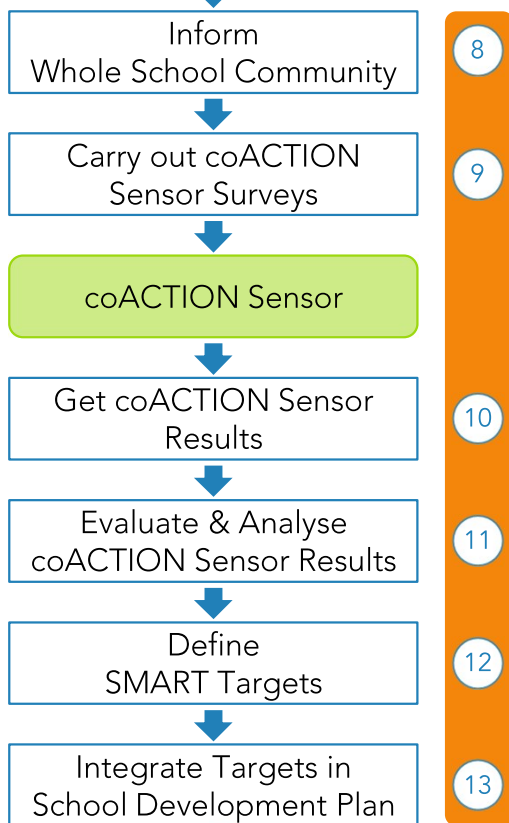 Inform
Whole School Community
8
Carry out coACTION
Sensor Surveys
9
coACTION Sensor
Get coACTION Sensor
Results
10
Evaluate & Analyse
coACTION Sensor Results
11
Define
SMART Targets
12
Integrate Targets in
School Development Plan
13